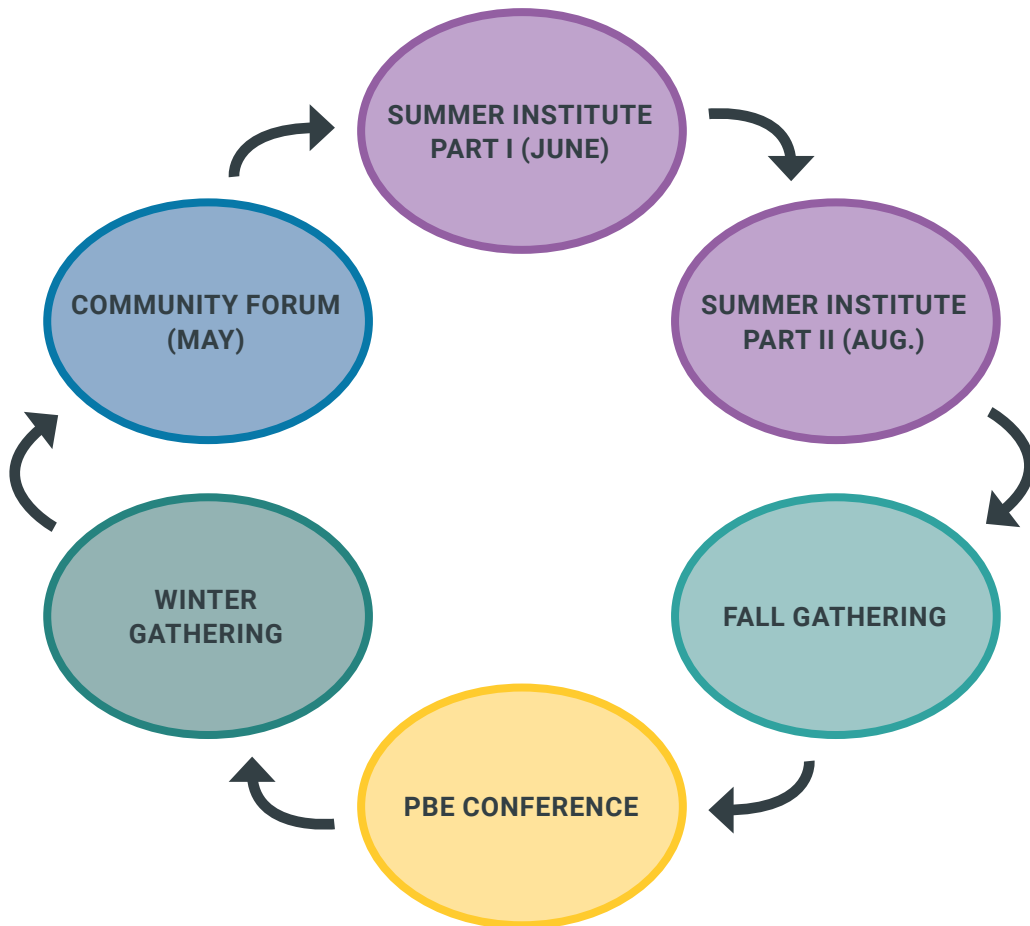 SUMMER INSTITUTE
PART I (JUNE)
SUMMER INSTITUTE
PART II (AUG.)
FALL GATHERING
PBE CONFERENCE
WINTER
GATHERING
COMMUNITY FORUM
(MAY)